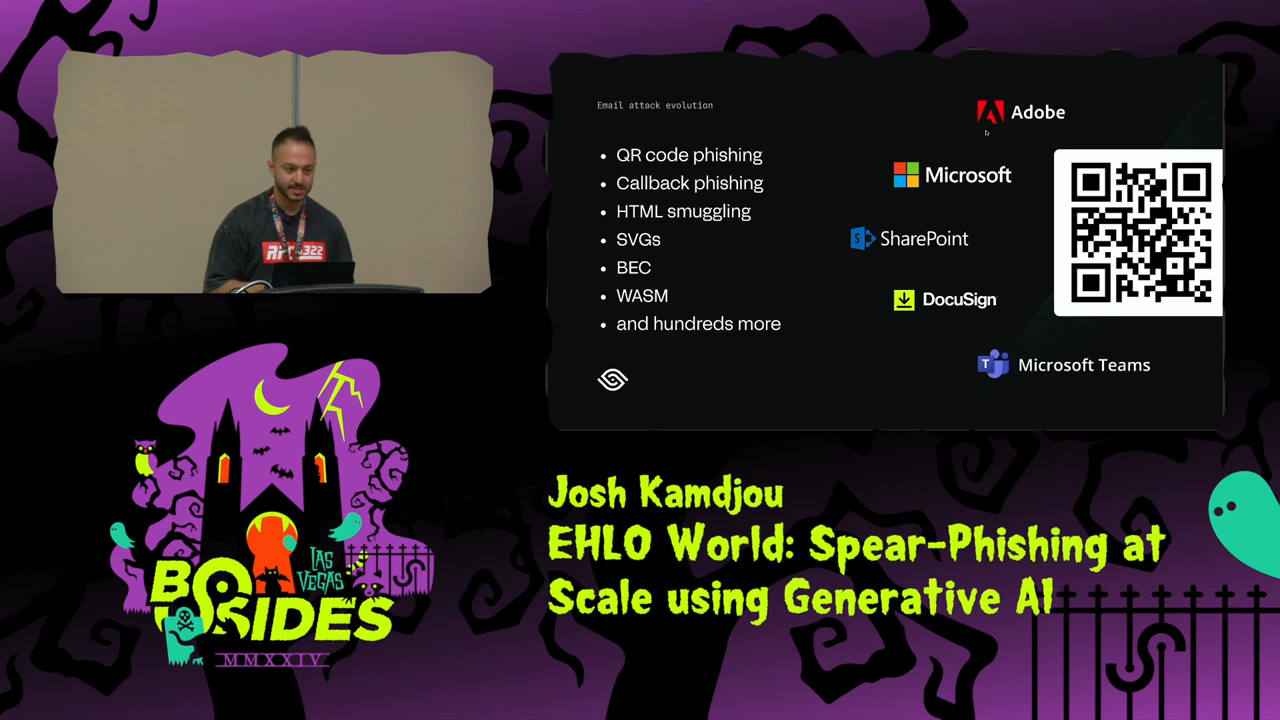 Email attack evolution
QR code phishing
Callback phishing
HTML smuggling
SVGs
BEC
WASM
and hundreds more
Adobe
Microsoft
S SharePoint
DocuSign
T Microsoft Teams
322
LAS
VEGAS
BSIDES
MMXXIV
Josh Kamdjou
EHLO World: Spear-Phishing at
Scale using Generative AI